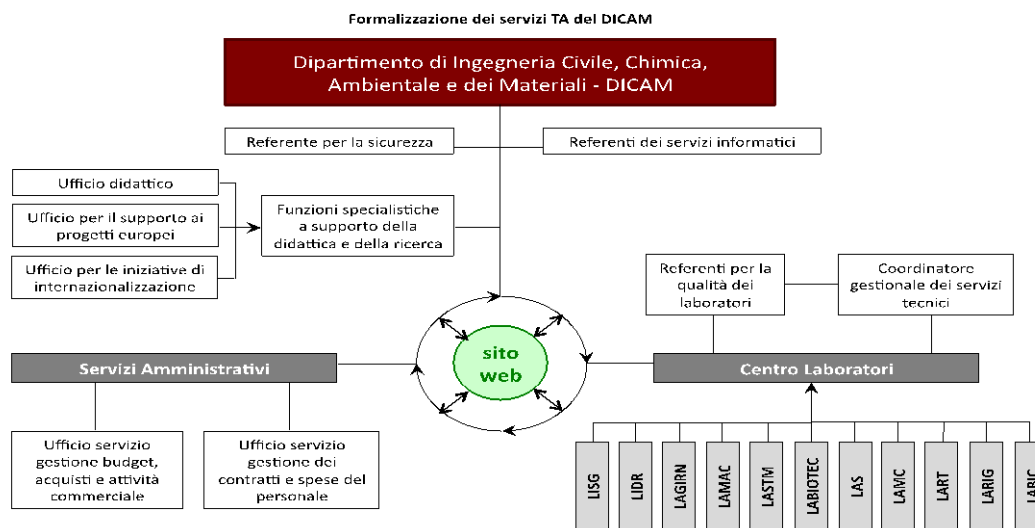 Formalizzazione dei servizi TA del DICAM
Dipartimento di Ingegneria Civile, Chimica,
Ambientale e dei Materiali - DICAM
Referente per la sicurezza
Referenti dei servizi informatici
Ufficio didattico
Ufficio per il supporto ai
progetti europei
Ufficio per le iniziative di
internazionalizzazione
Funzioni specialistiche
a supporto della
didattica e della ricerca
Referenti per la
qualità dei
laboratori
Coordinatore
gestionale dei servizi
tecnici
sito
web
Servizi Amministrativi
Centro Laboratori
Ufficio servizio
gestione budget,
acquisti e attività
commerciale
Ufficio servizio
gestione dei
contratti e spese del
personale
LISG
LIDR
LAGIRN
LAMAC
LASTM
LABIOTEC
LAS
LAMC
LART
LARIG